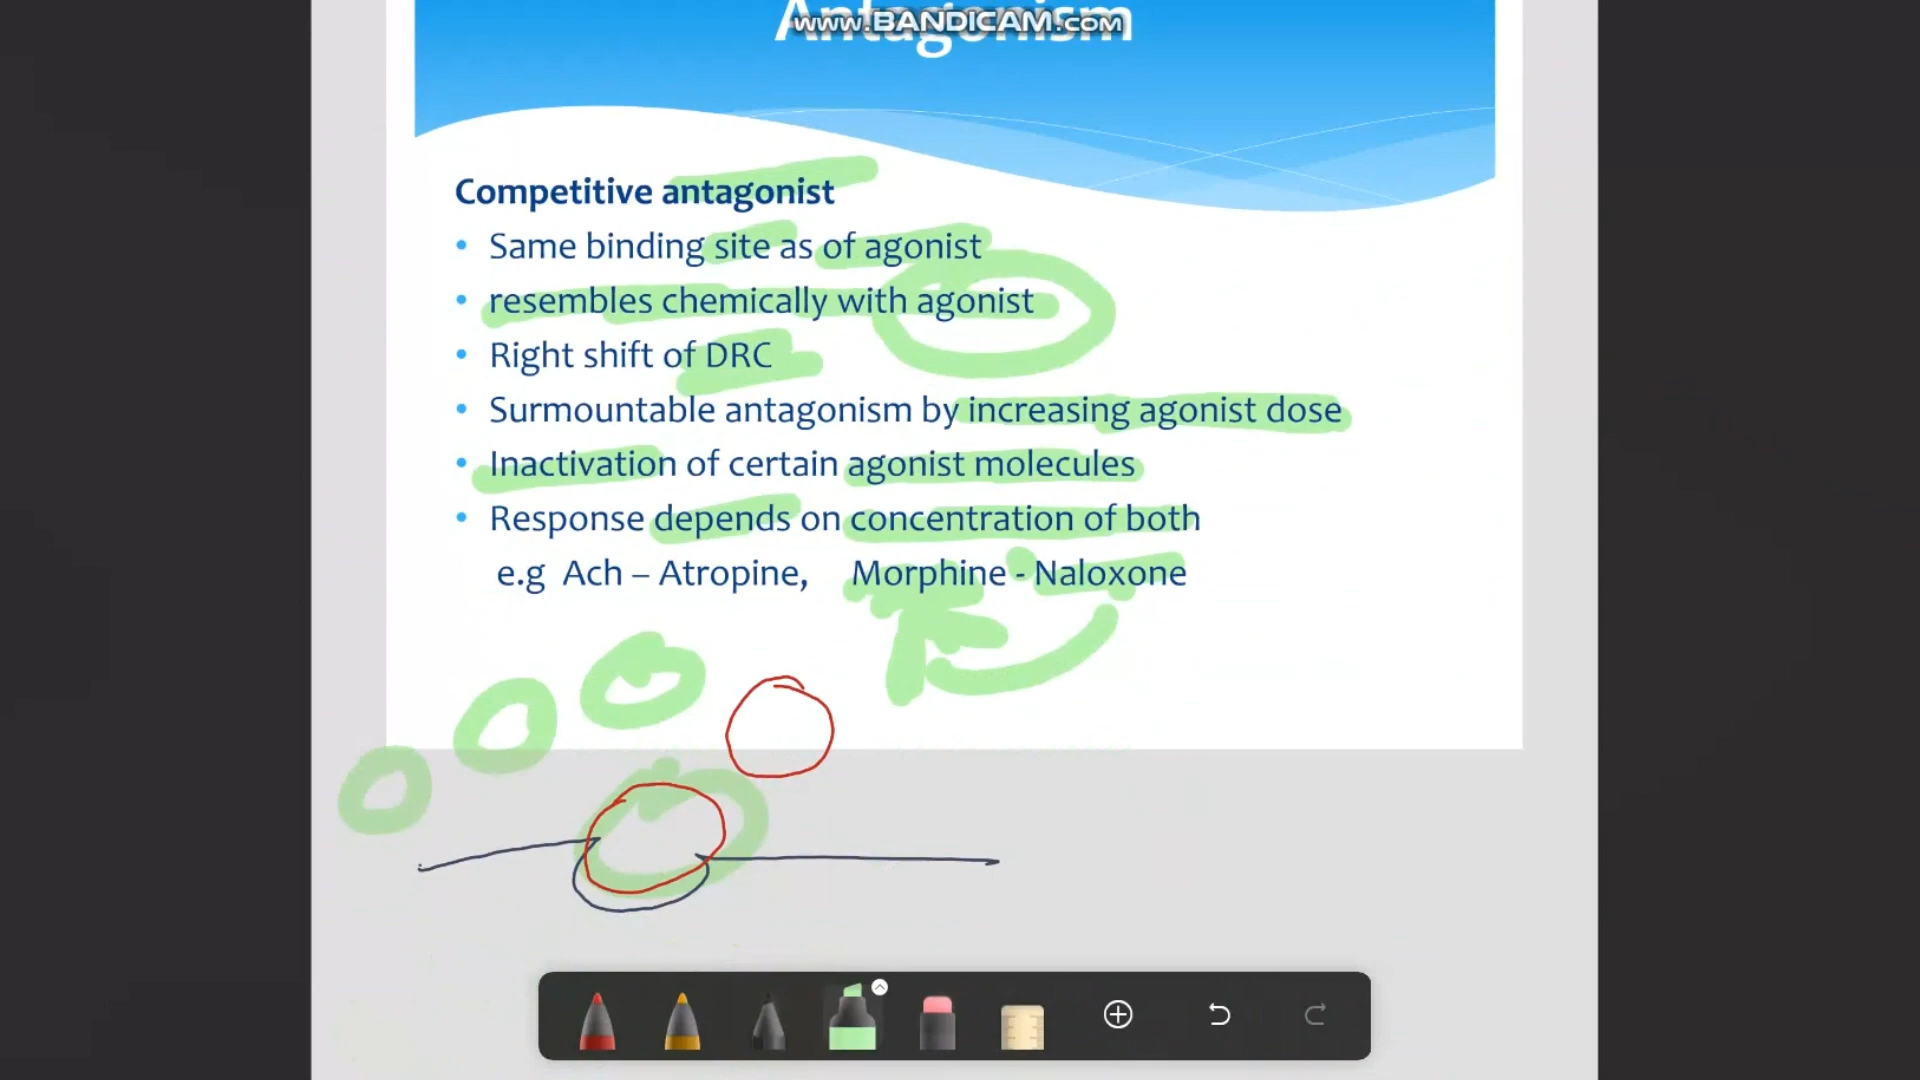 Antagonism
www.BANDICAM.com
Competitive antagonist
• Same binding site as of agonist
• resembles chemically with agonist
• Right shift of DRC
• Surmountable antagonism by increasing agonist dose
• Inactivation of certain agonist molecules
• Response depends on concentration of both
e.g Ach – Atropine, Morphine - Naloxone